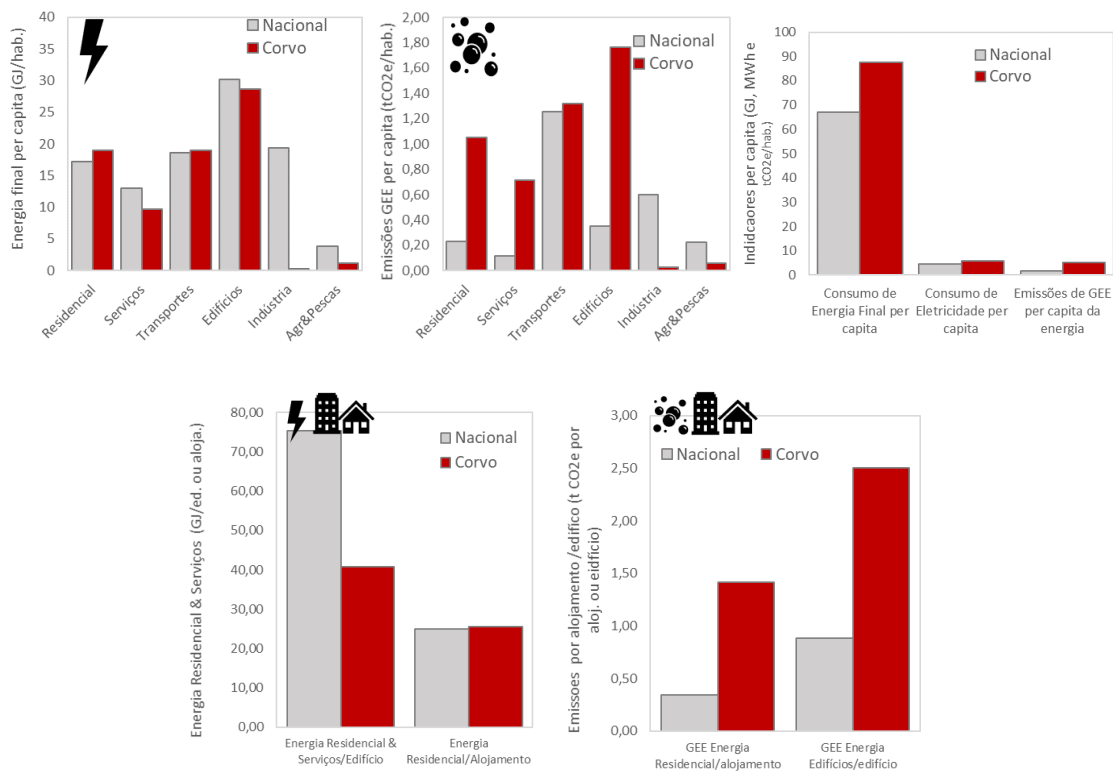 Energia final per capita (GJ/hab.)
40
35
30
25
20
15
10
5
0
Nacional
Corvo
Residencial
Serviços
Transportes
Edifícios
Indústria
Agr&Pescas
Emissões GEE per capita (tCO2e/hab.)
2,00
1,80
1,60
1,40
1,20
1,00
0,80
0,60
0,40
0,20
0,00
Nacional
Corvo
Residencial
Serviços
Transportes
Edifícios
Indústria
Agr&Pescas
Indidcaores per capita (GJ, MWh e
tCO2e/hab.)
100
90
80
70
60
50
40
30
20
10
0
Nacional
Corvo
Consumo de
Energia Final per
capita
Consumo de
Eletricidade per
capita
Emissões de GEE
per capita da
energia
Energia Residencial & Serviços (GJ/ed. ou aloja.)
80,00
70,00
60,00
50,00
40,00
30,00
20,00
10,00
0,00
Nacional
Corvo
Energia Residencial &
Serviços/Edifício
Energia
Residencial/Alojamento
Emissoes por alojamento /edifico (t CO2e por
aloj. ou eidfício)
3,00
2,50
2,00
1,50
1,00
0,50
0,00
Nacional
Corvo
GEE Energia
Residencial/alojamento
GEE Energia
Edifícios/edifício